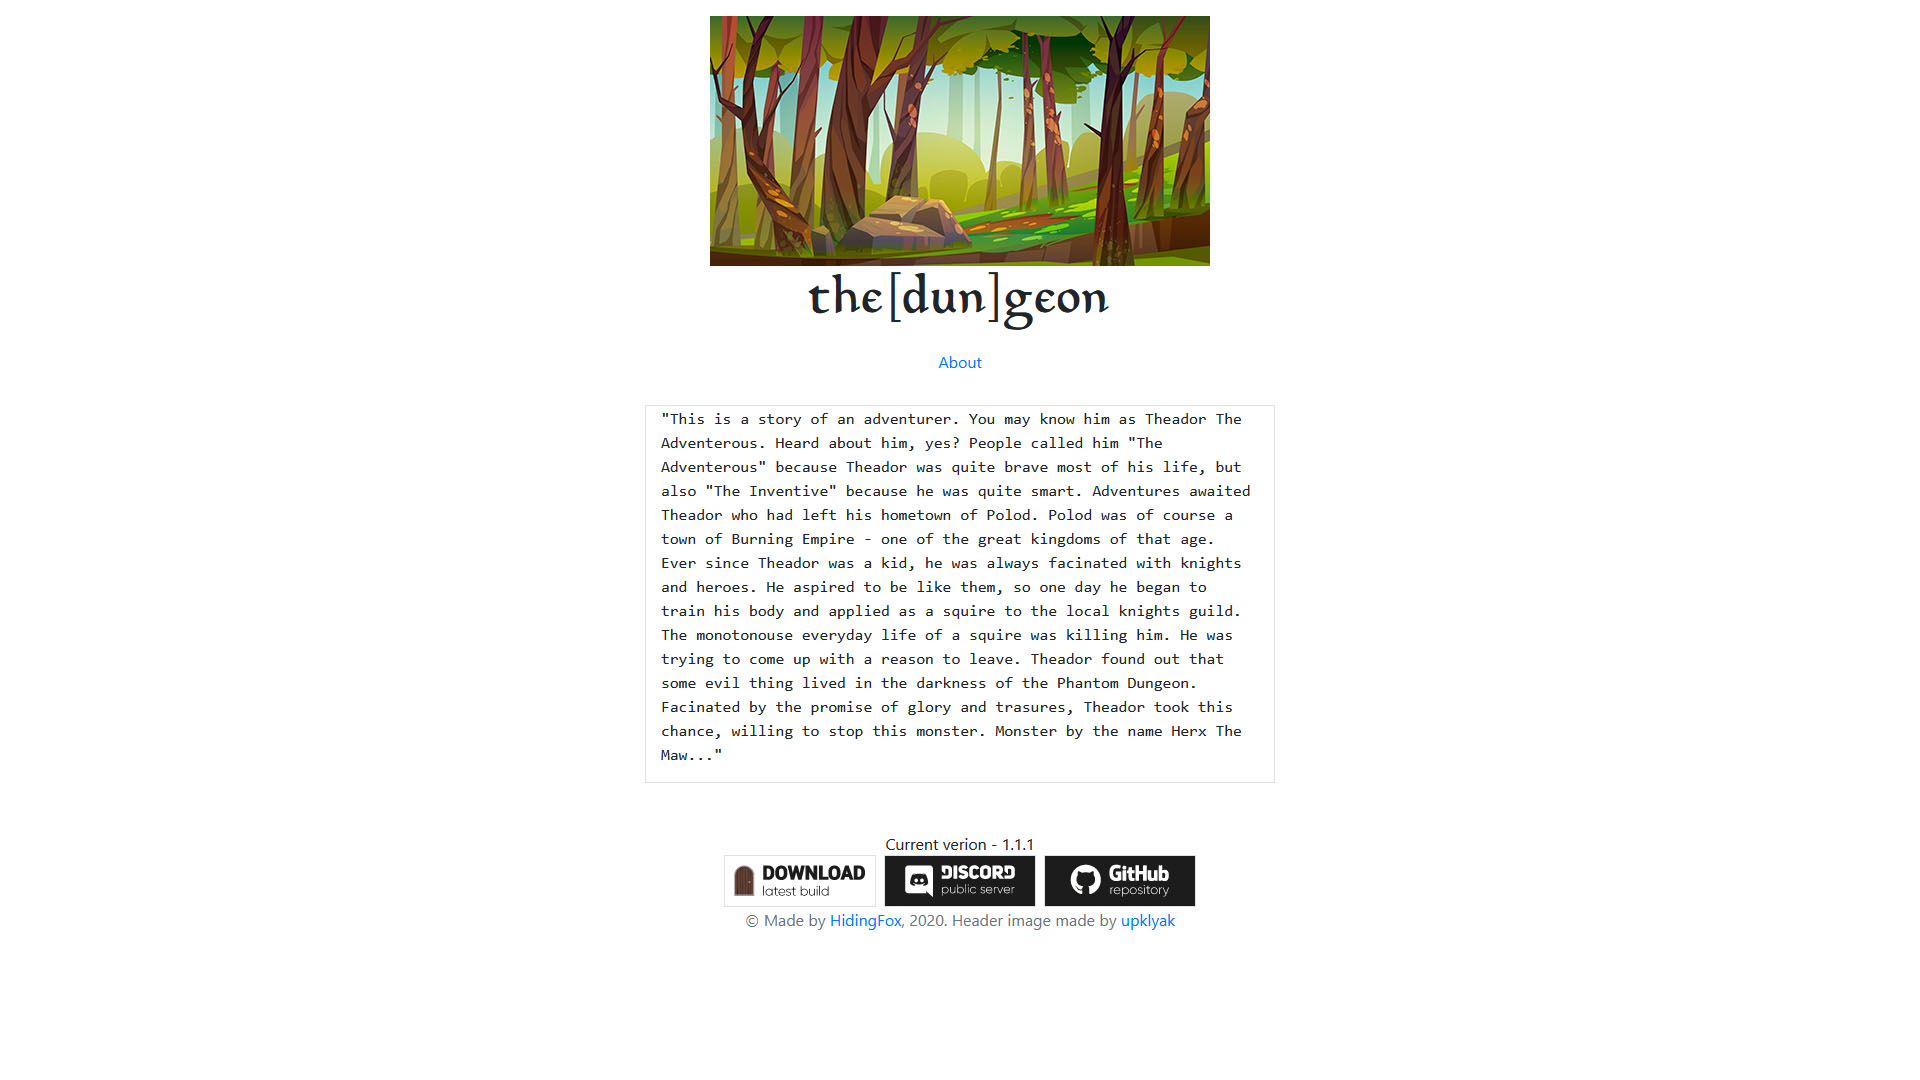 the[dun]geon
About
"This is a story of an adventurer. You may know him as Theador The
Adventerous. Heard about him, yes? People called him "The
Adventerous" because Theador was quite brave most of his life, but
also "The Inventive" because he was quite smart. Adventures awaited
Theador who had left his hometown of Polod. Polod was of course a
town of Burning Empire - one of the great kingdoms of that age.
Ever since Theador was a kid, he was always facinated with knights
and heroes. He aspired to be like them, so one day he began to
train his body and applied as a squire to the local knights guild.
The monotonouse everyday life of a squire was killing him. He was
trying to come up with a reason to leave. Theador found out that
some evil thing lived in the darkness of the Phantom Dungeon.
Facinated by the promise of glory and trasures, Theador took this
chance, willing to stop this monster. Monster by the name Herx The
Maw..."
Current verion - 1.1.1
DOWNLOAD
latest build
DISCORD
public server
GitHub
repository
© Made by HidingFox, 2020. Header image made by upklyak